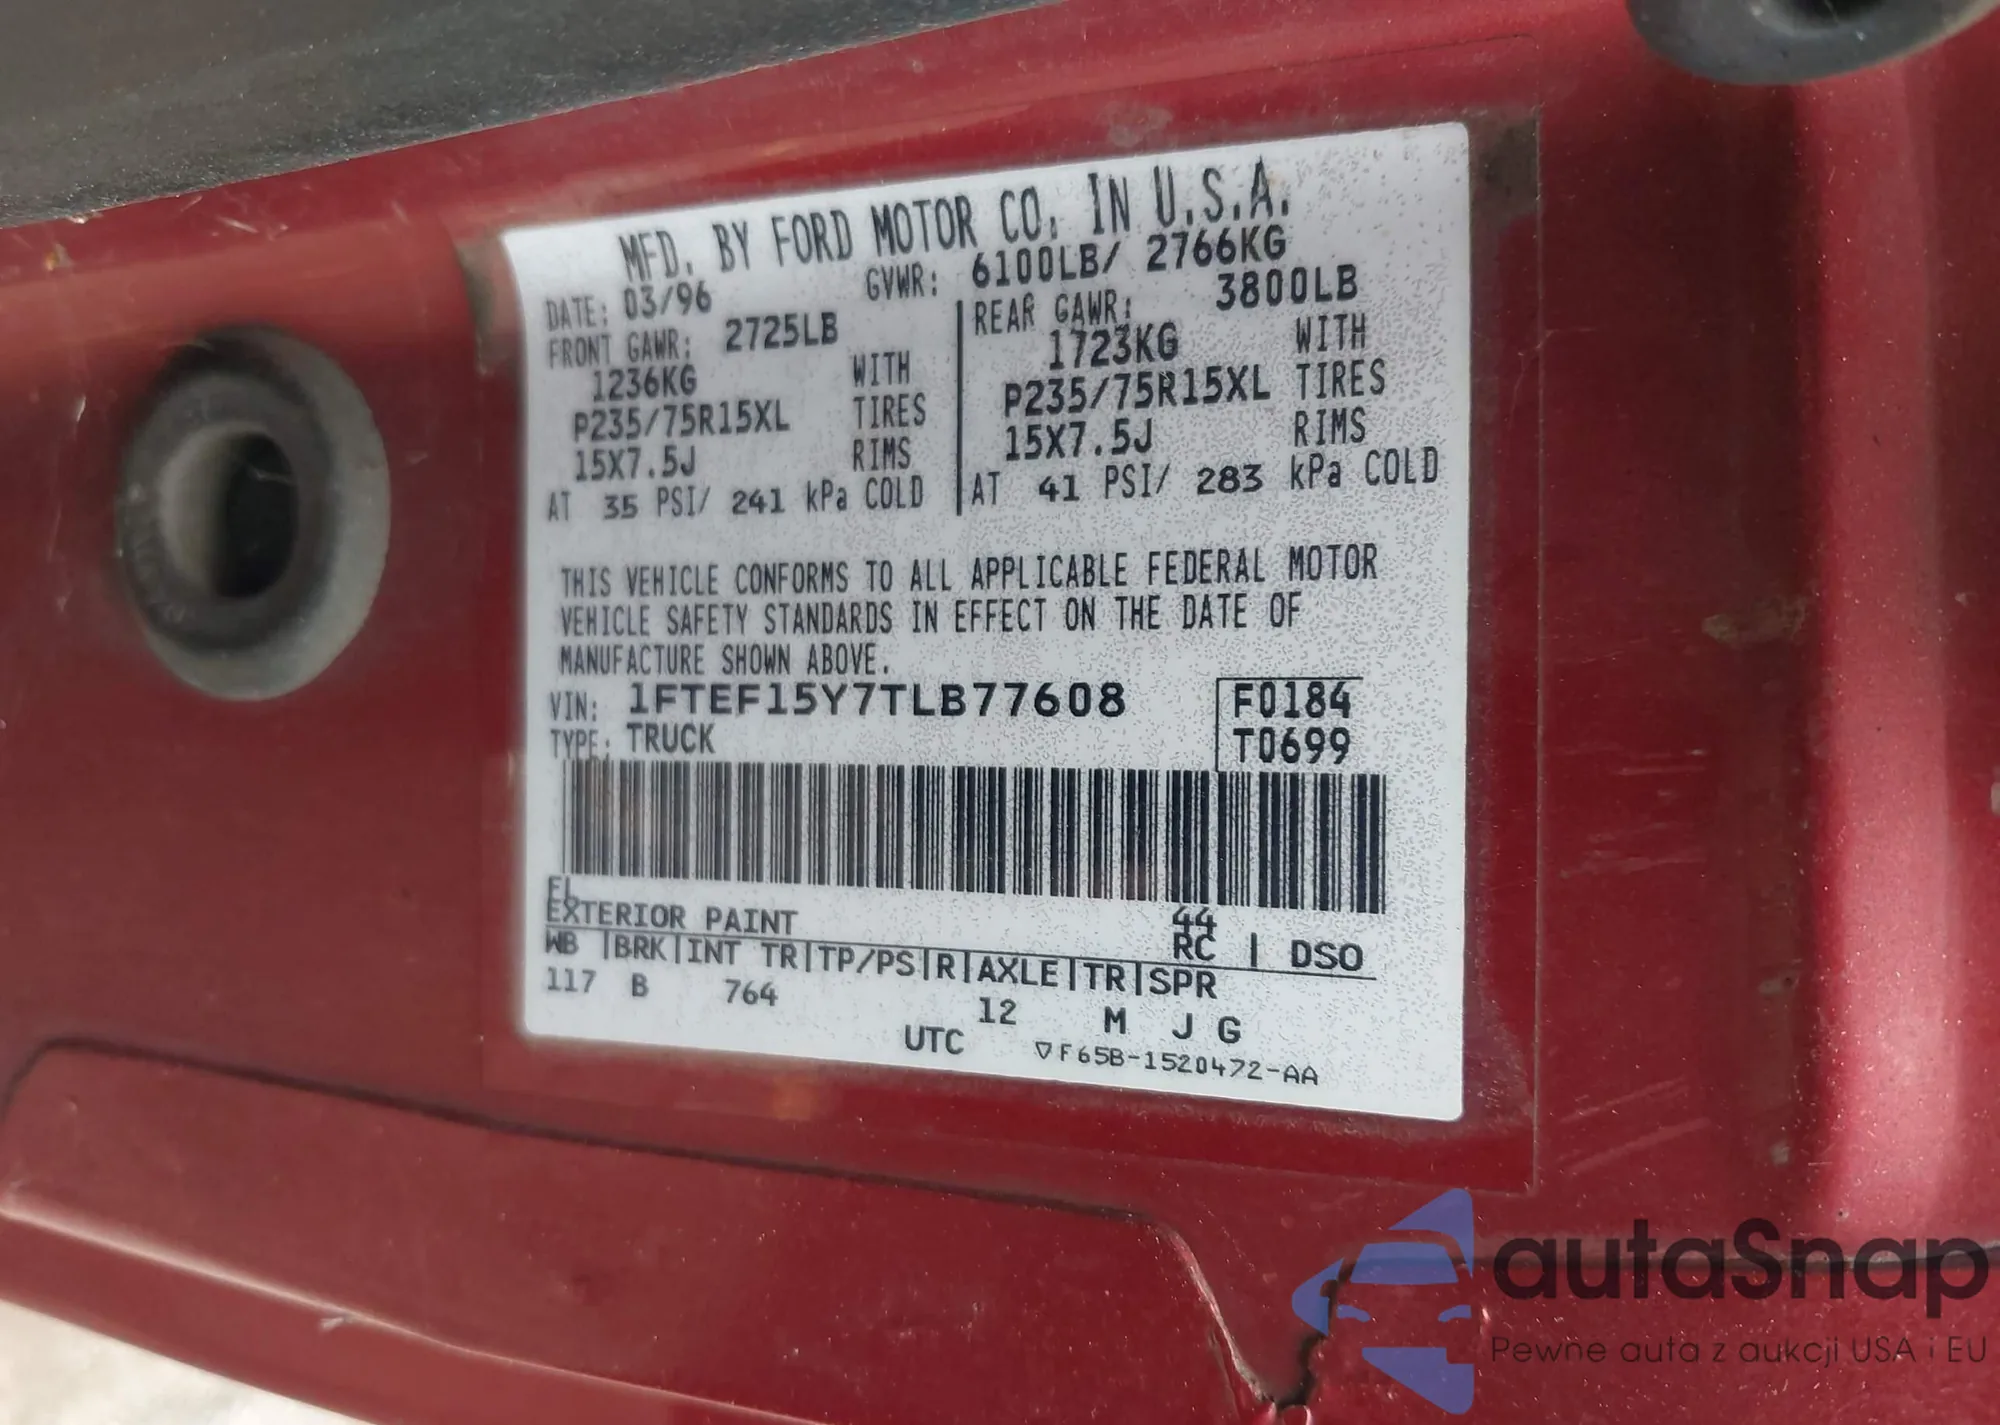 MFD. BY FORD MOTOR CO. IN U.S.A.
DATE: 03/96 GVWR: 6100LB/ 2766KG
FRONT GAWR: 2725LB REAR GAWR: 3800LB
1236KG WITH 1723KG WITH
P235/75R15XL TIRES P235/75R15XL TIRES
15X7.5J RIMS 15X7.5J RIMS
AT 35 PSI/ 241 kPa COLD AT 41 PSI/ 283 kPa COLD
THIS VEHICLE CONFORMS TO ALL APPLICABLE FEDERAL MOTOR
VEHICLE SAFETY STANDARDS IN EFFECT ON THE DATE OF
MANUFACTURE SHOWN ABOVE.
VIN: 1FTEF15Y7TLB77608 F0184
TYPE: TRUCK T0699
EL 44
EXTERIOR PAINT RC | DSO
WB |BRK|INT TR|TP/PS|R|AXLE|TR|SPR
117 B 764 12 M J G
UTC ▽F65B-1520472-AA
autaSnap
Pewne auta z aukcji USA i EU